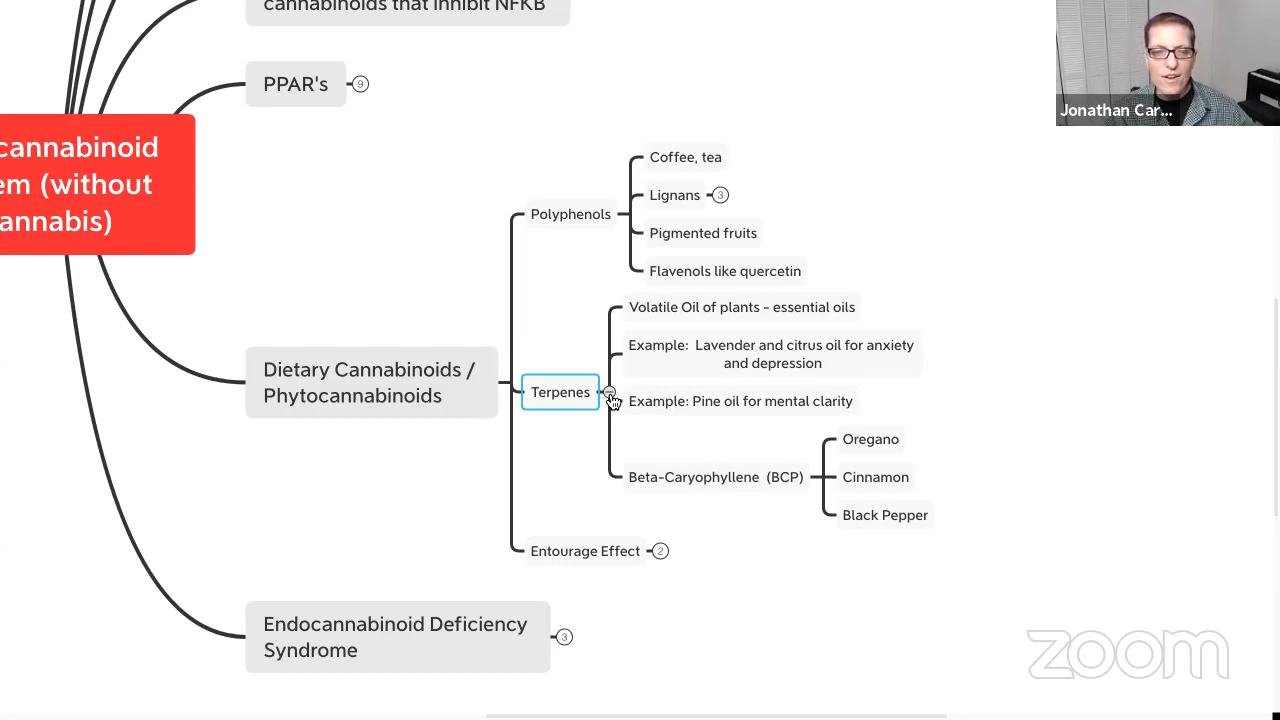 cannabinoids that inhibit NFKB
PPAR's
9
cannabinoid
em (without
annabis)
Dietary Cannabinoids /
Phytocannabinoids
Polyphenols
Coffee, tea
Lignans
3
Pigmented fruits
Flavenols like quercetin
Terpenes
Volatile Oil of plants - essential oils
Example: Lavender and citrus oil for anxiety
and depression
Example: Pine oil for mental clarity
Beta-Caryophyllene (BCP)
Oregano
Cinnamon
Black Pepper
Entourage Effect
2
Endocannabinoid Deficiency
Syndrome
3
Jonathan Car...
zoom